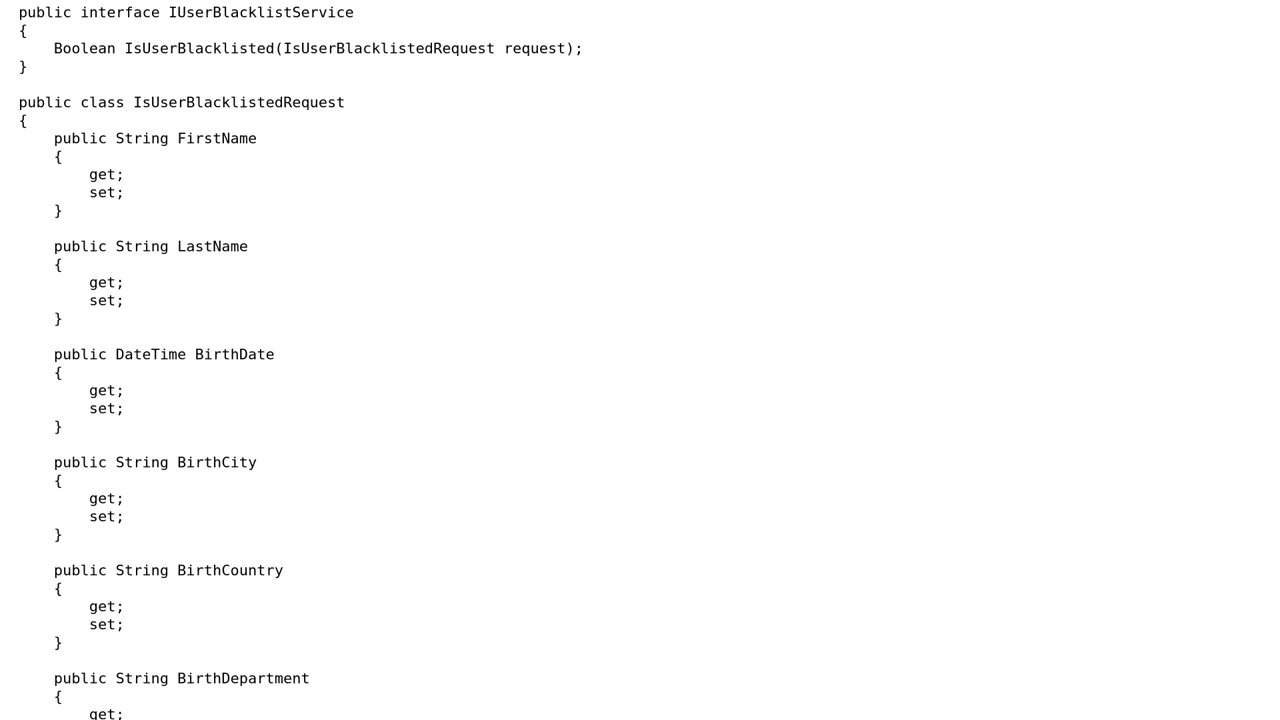 public interface IUserBlacklistService
{
    Boolean IsUserBlacklisted(IsUserBlacklistedRequest request);
}

public class IsUserBlacklistedRequest
{
    public String FirstName
    {
        get;
        set;
    }

    public String LastName
    {
        get;
        set;
    }

    public DateTime BirthDate
    {
        get;
        set;
    }

    public String BirthCity
    {
        get;
        set;
    }

    public String BirthCountry
    {
        get;
        set;
    }

    public String BirthDepartment
    {
        get;